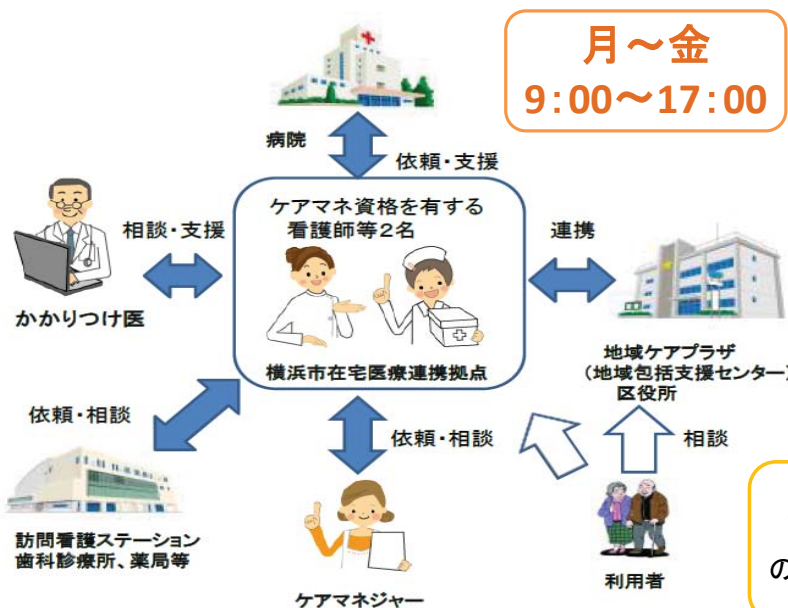 月～金
9:00～17:00
病院
依頼・支援
ケアマネ資格を有する
看護師等2名
相談・支援
連携
かかりつけ医
横浜市在宅医療連携拠点
地域ケアプラザ
（地域包括支援センター）
区役所
依頼・相談
依頼・相談
相談
訪問看護ステーション
歯科診療所、薬局等
ケアマネジャー
利用者
の